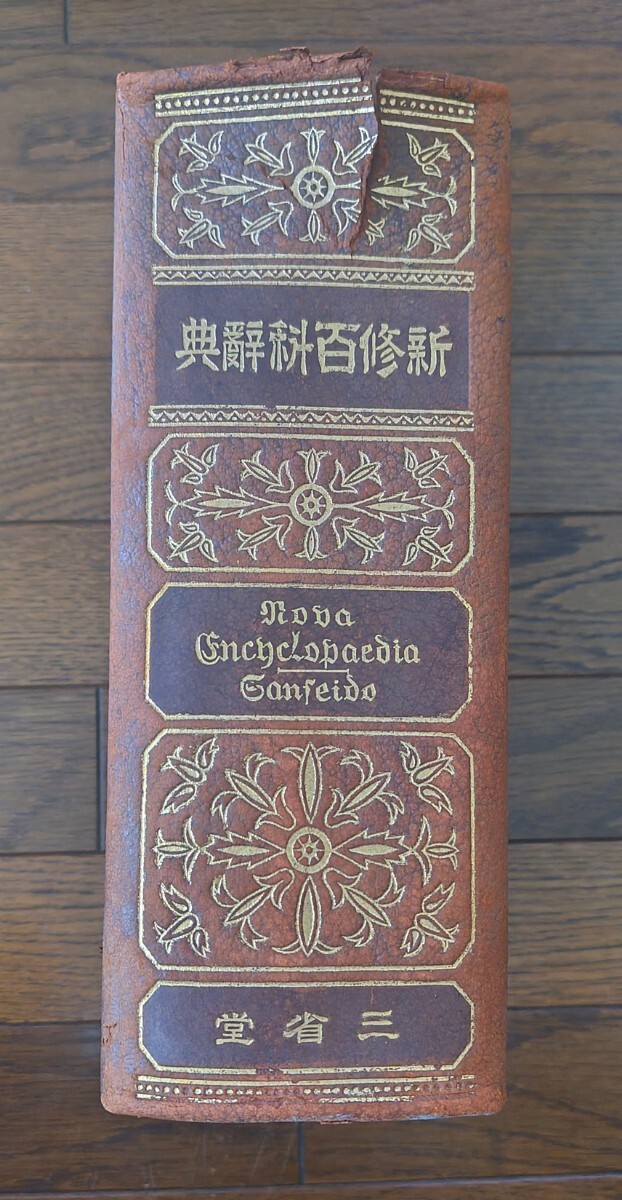 新修百科辭典
Nova
Encyclopaedia
Sanseido
三省堂